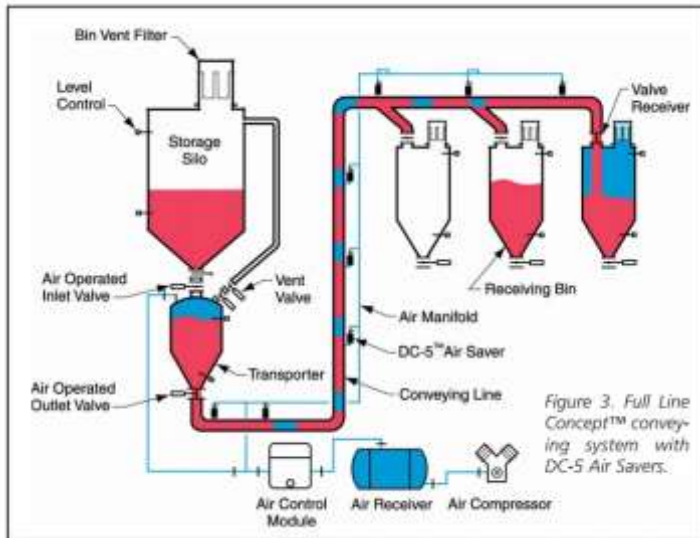 Bin Vent Filter
Level
Control
Storage
Silo
Valve
Receiver
Air Operated
Inlet Valve
Vent
Valve
Receiving Bin
Air Manifold
DC-5™Air Saver
Transporter
Air Operated
Outlet Valve
Conveying Line
Figure 3. Full Line
Concept™ convey-
ing system with
DC-5 Air Savers.
Air Control
Module
Air Receiver
Air Compressor